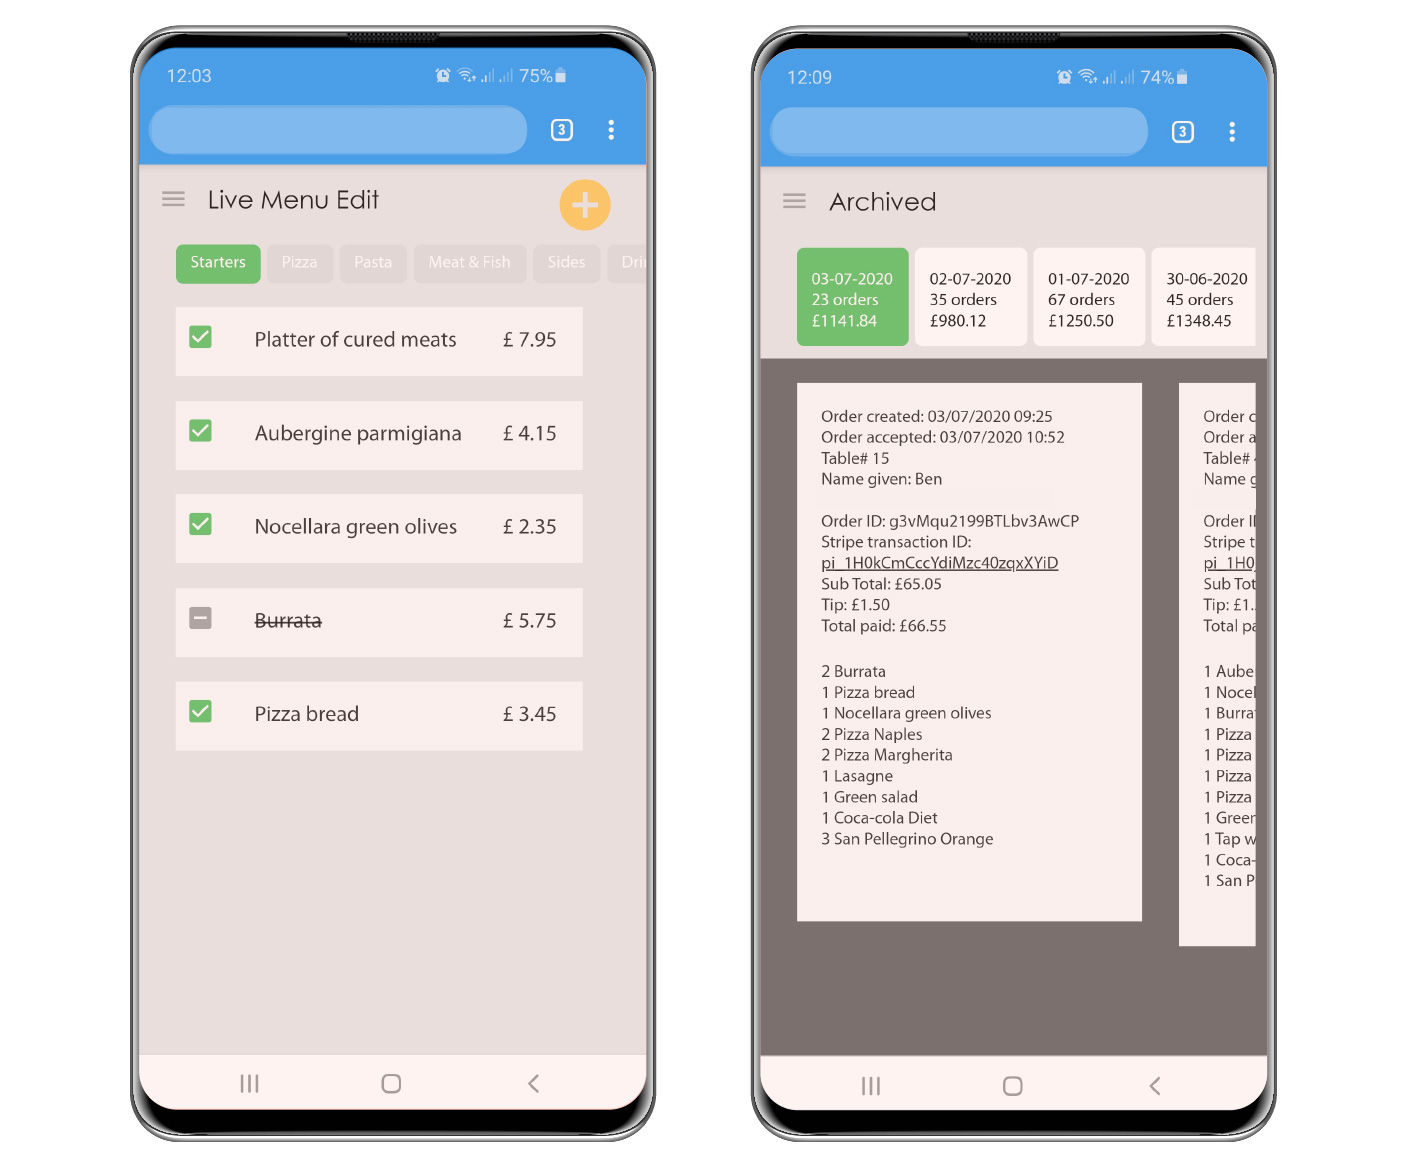 12:03 75%
3
Live Menu Edit
Starters Pizza Pasta Meat & Fish Sides
Platter of cured meats £ 7.95
Aubergine parmigiana £ 4.15
Nocellara green olives £ 2.35
Burrata £ 5.75
Pizza bread £ 3.45
12:09 74%
3
Archived
03-07-2020 02-07-2020 01-07-2020 30-06-2020
23 orders 35 orders 67 orders 45 orders
£1141.84 £980.12 £1250.50 £1348.45
Order created: 03/07/2020 09:25
Order accepted: 03/07/2020 10:52
Table# 15
Name given: Ben
Order ID: g3vMqu2199BTLbv3AwCP
Stripe transaction ID:
pi_1H0kCmCccYdiMzc40zqxXYiD
Sub Total: £65.05
Tip: £1.50
Total paid: £66.55
2 Burrata
1 Pizza bread
1 Nocellara green olives
2 Pizza Naples
2 Pizza Margherita
1 Lasagne
1 Green salad
1 Coca-cola Diet
3 San Pellegrino Orange
Order
Order
Table#
Name
Order
Stripe
pi_1H0
Sub
Tip: £1.
Total
1
1
1
1 Pizza
1 Pizza
1 Pizza
1 Pizza
1
1 Tap
1
1 San